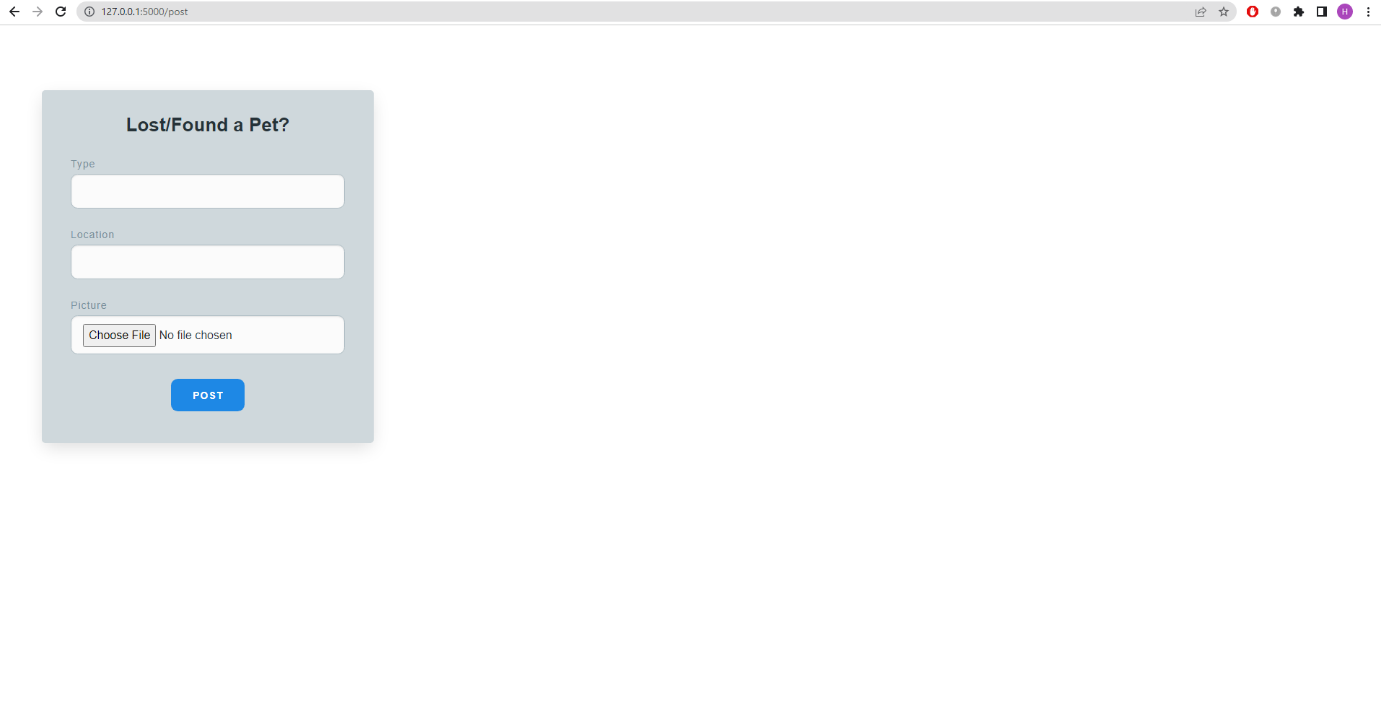 127.0.0.1:5000/post
H
Lost/Found a Pet?
Type
Location
Picture
Choose File No file chosen
POST